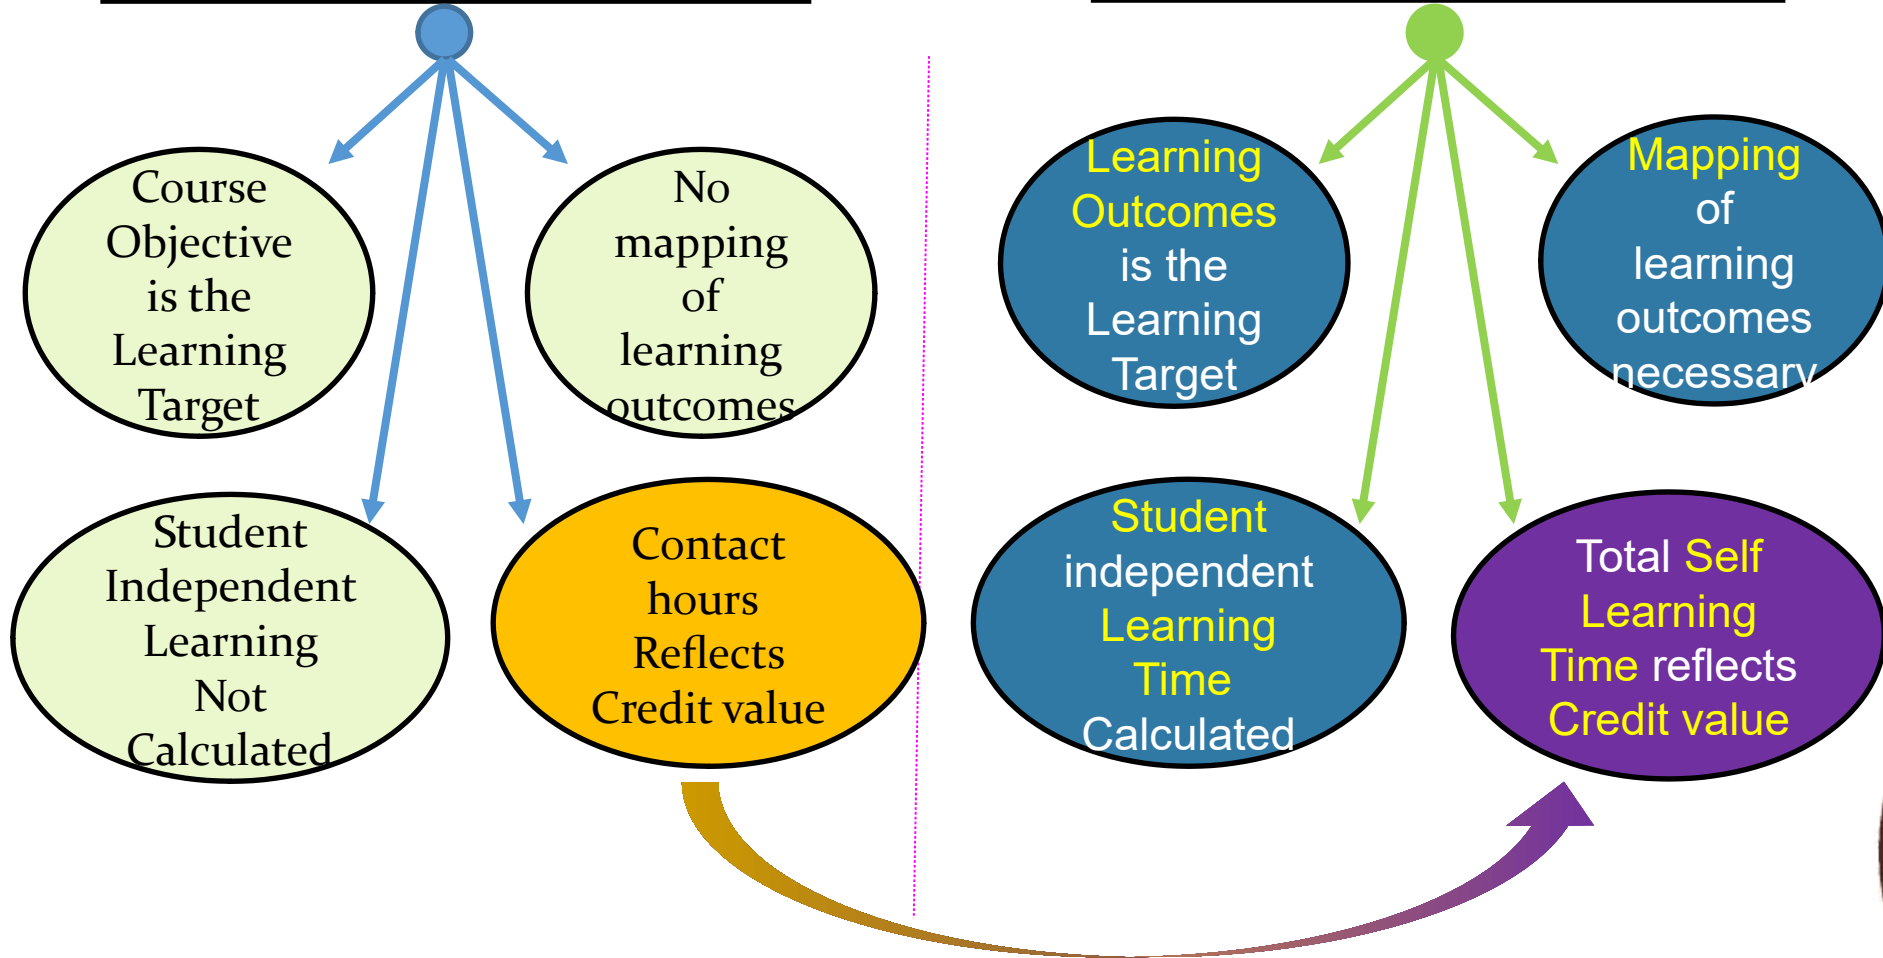 Course
Objective
is the
Learning
Target
No
mapping
of
learning
outcomes
Student
Independent
Learning
Not
Calculated
Contact
hours
Reflects
Credit value
Learning
Outcomes
is the
Learning
Target
Mapping
of
learning
outcomes
necessary
Student
independent
Learning
Time
Calculated
Total Self
Learning
Time reflects
Credit value